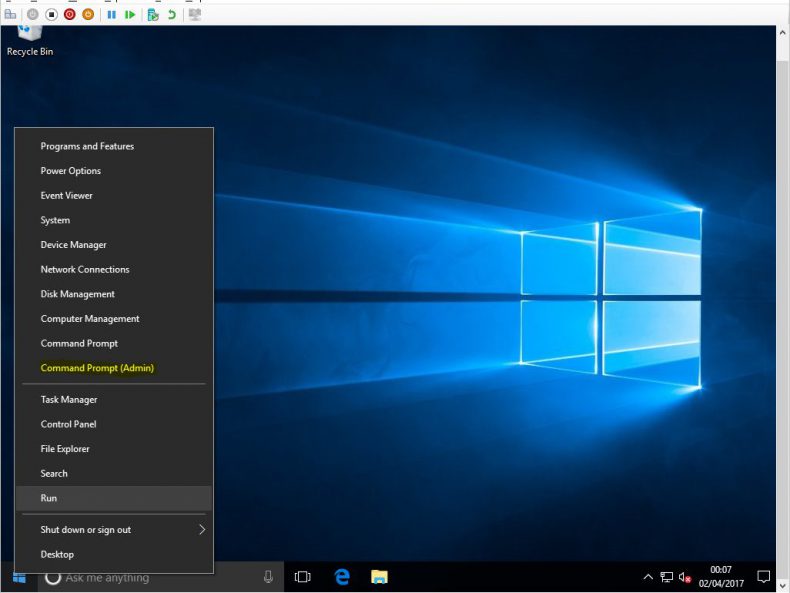 Recycle Bin
Programs and Features
Power Options
Event Viewer
System
Device Manager
Network Connections
Disk Management
Computer Management
Command Prompt
Command Prompt (Admin)
Task Manager
Control Panel
File Explorer
Search
Run
Shut down or sign out
Desktop
Ask me anything
00:07
02/04/2017